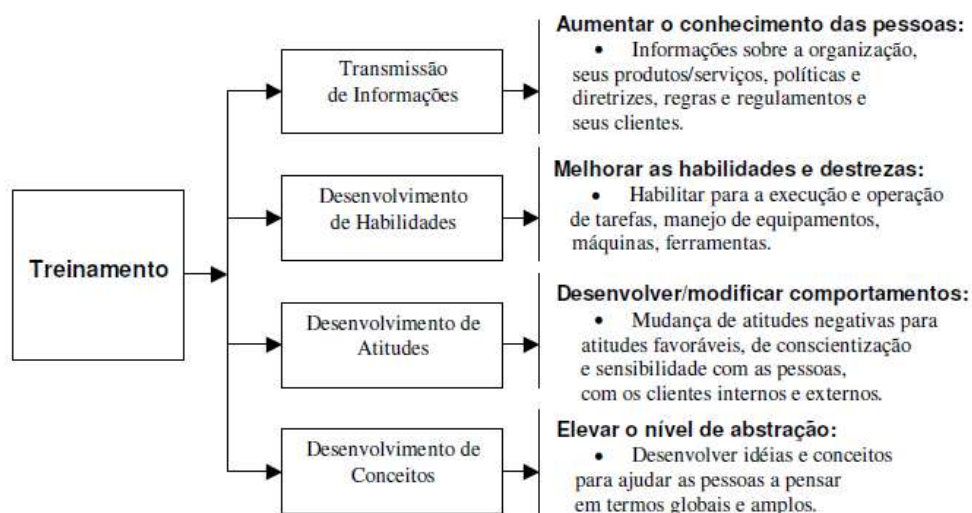 Treinamento
Transmissão
de Informações
Aumentar o conhecimento das pessoas:
• Informações sobre a organização,
seus produtos/serviços, políticas e
diretrizes, regras e regulamentos e
seus clientes.
Desenvolvimento
de Habilidades
Melhorar as habilidades e destrezas:
• Habilitar para a execução e operação
de tarefas, manejo de equipamentos,
máquinas, ferramentas.
Desenvolvimento de
Atitudes
Desenvolver/modificar comportamentos:
• Mudança de atitudes negativas para
atitudes favoráveis, de conscientização
e sensibilidade com as pessoas,
com os clientes internos e externos.
Desenvolvimento de
Conceitos
Elevar o nível de abstração:
• Desenvolver idéias e conceitos
para ajudar as pessoas a pensar
em termos globais e amplos.